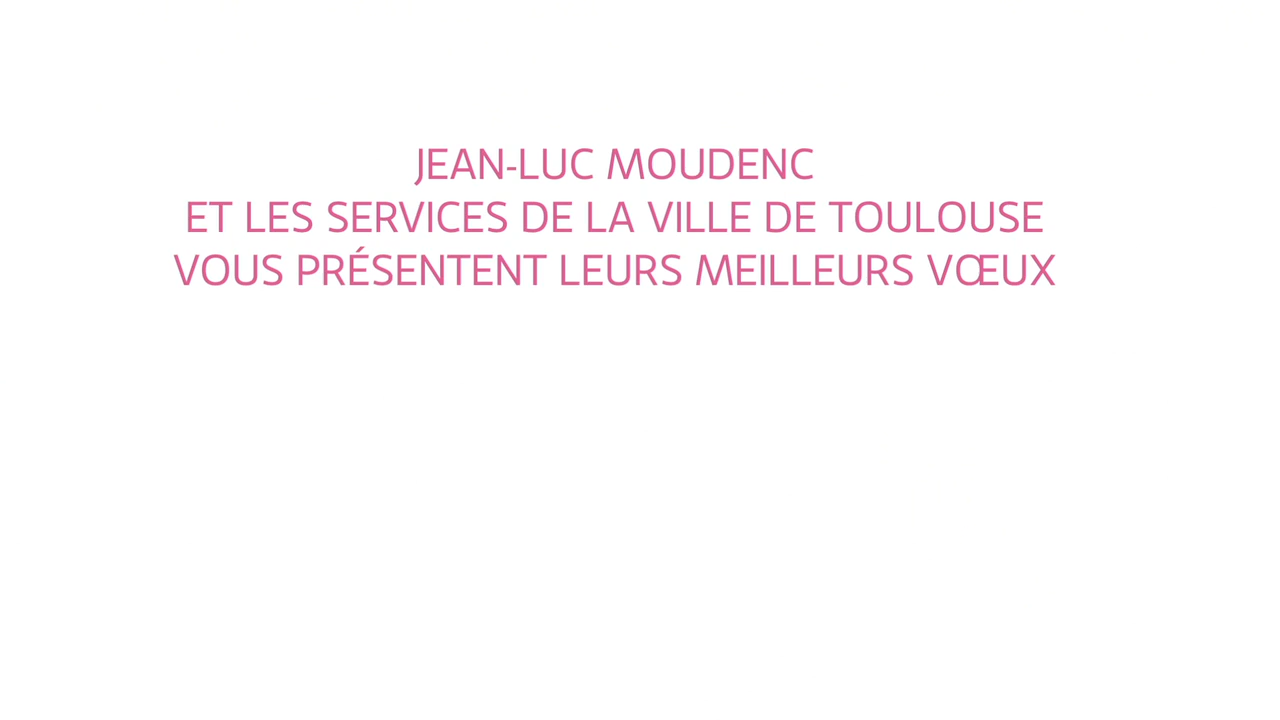 JEAN-LUC MOUDENC
ET LES SERVICES DE LA VILLE DE TOULOUSE
VOUS PRÉSENTENT LEURS MEILLEURS VŒUX